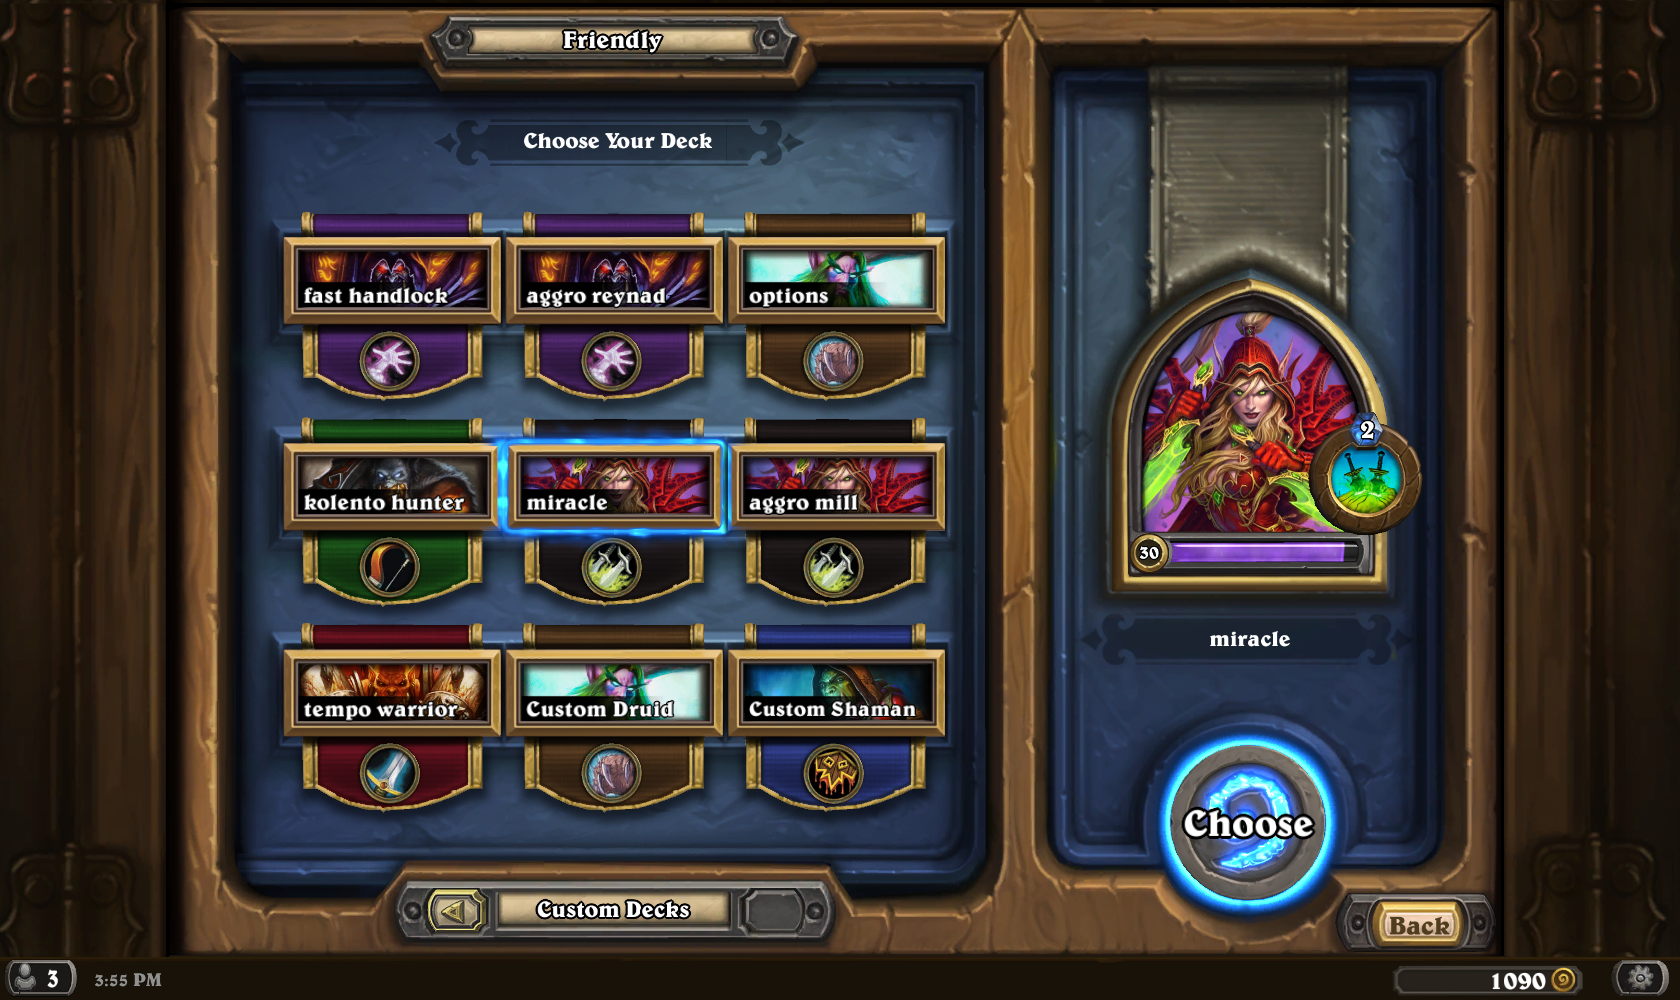 Friendly
Choose Your Deck
fast handlock
aggro reynad
options
kolento hunter
miracle
aggro mill
tempo warrior
Custom Druid
Custom Shaman
Custom Decks
2
30
miracle
Choose
Back
3
3:55 PM
1090